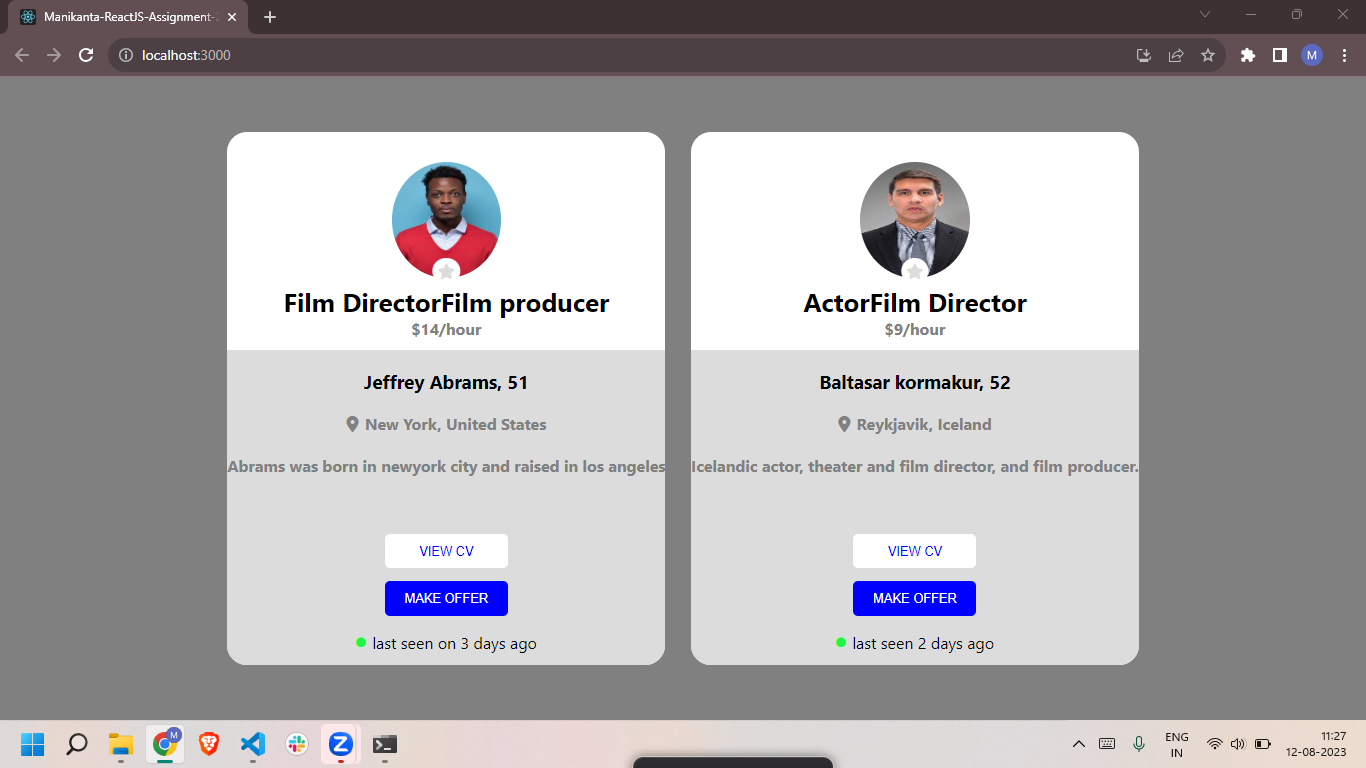 Manikanta-ReactJS-Assignment-
localhost:3000
M
Film DirectorFilm producer
$14/hour
Jeffrey Abrams, 51
New York, United States
Abrams was born in newyork city and raised in los angeles
VIEW CV
MAKE OFFER
last seen on 3 days ago
ActorFilm Director
$9/hour
Baltasar kormakur, 52
Reykjavik, Iceland
Icelandic actor, theater and film director, and film producer.
VIEW CV
MAKE OFFER
last seen 2 days ago
M
Z
ENG
IN
11:27
12-08-2023